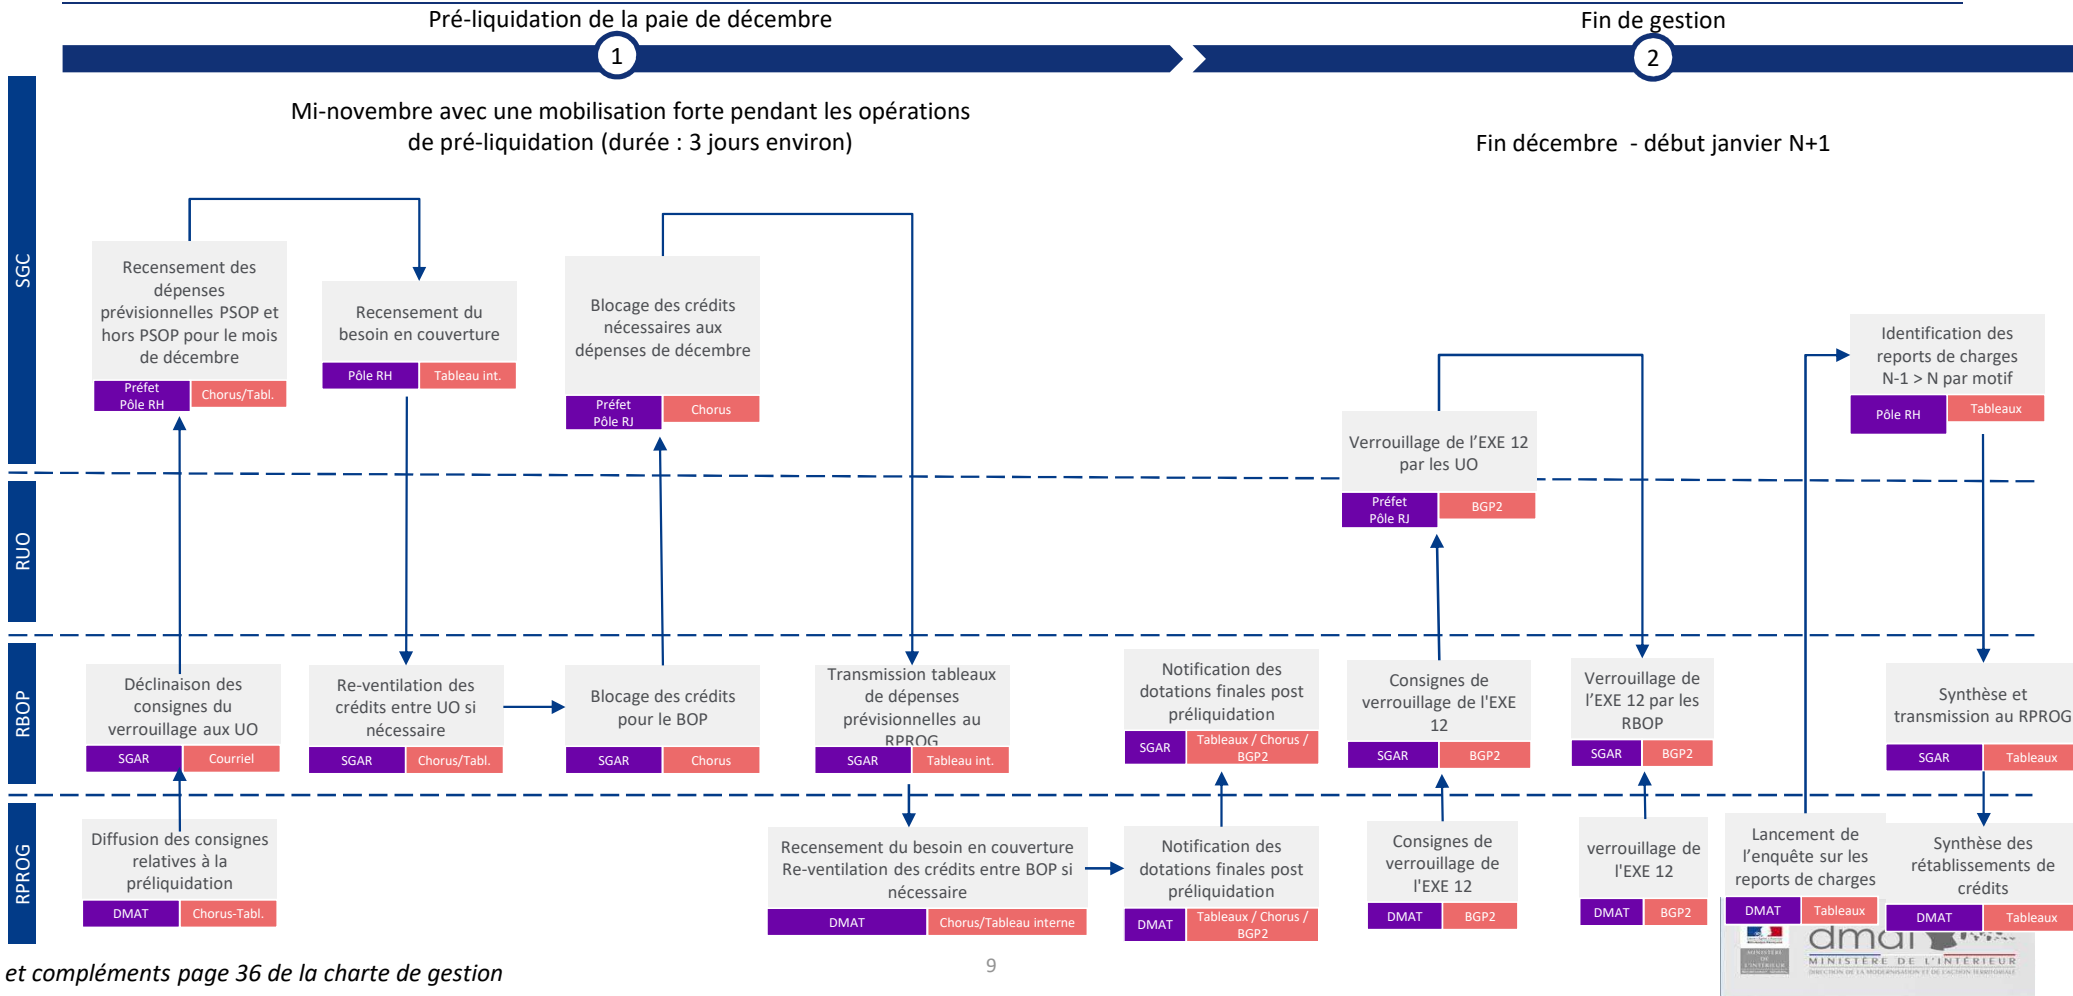 Pré-liquidation de la paie de décembre
Fin de gestion
1
2
Mi-novembre avec une mobilisation forte pendant les opérations
de pré-liquidation (durée : 3 jours environ)
Fin décembre - début janvier N+1
SGC
Recensement des
dépenses
prévisionnelles PSOP et
hors PSOP pour le mois
de décembre
Préfet
Pôle RH
Chorus/Tabl.
Recensement du
besoin en couverture
Pôle RH
Tableau int.
Blocage des crédits
nécessaires aux
dépenses de décembre
Préfet
Pôle RJ
Chorus
Verrouillage de l'EXE 12
par les UO
Préfet
Pôle RJ
BGP2
Identification des
reports de charges
N-1 > N par motif
Pôle RH
Tableaux
RUO
RBOP
Déclinaison des
consignes du
verrouillage aux UO
SGAR
Courriel
Re-ventilation des
crédits entre UO si
nécessaire
SGAR
Chorus/Tabl.
Blocage des crédits
pour le BOP
SGAR
Chorus
Transmission tableaux
de dépenses
prévisionnelles au
RPROG
SGAR
Tableau int.
Notification des
dotations finales post
préliquidation
SGAR
Tableaux / Chorus /
BGP2
Consignes de
verrouillage de l'EXE
12
SGAR
BGP2
Verrouillage de
l'EXE 12 par les
RBOP
SGAR
BGP2
Synthèse et
transmission au RPROG
SGAR
Tableaux
RPROG
Diffusion des consignes
relatives à la
préliquidation
DMAT
Chorus-Tabl.
Recensement du besoin en couverture
Re-ventilation des crédits entre BOP si
nécessaire
DMAT
Chorus/Tableau interne
Notification des
dotations finales post
préliquidation
DMAT
Tableaux / Chorus /
BGP2
Consignes de
verrouillage de
l'EXE 12
DMAT
BGP2
verrouillage de
l'EXE 12
DMAT
BGP2
Lancement de
l'enquête sur les
reports de charges
DMAT
Tableaux
Synthèse des
rétablissements de
crédits
DMAT
Tableaux
et compléments page 36 de la charte de gestion
9
MINISTÈRE
DE
L'INTÉRIEUR
dmat
MINISTÈRE DE L'INTÉRIEUR
DIRECTION DE LA MODERNISATION ET DE L'ACTION TERRITORIALE